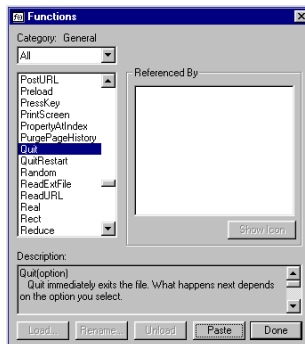 f(x) Functions
Category: General
All
PostURL
Preload
PressKey
PrintScreen
PropertyAtIndex
PurgePageHistory
Quit
QuitRestart
Random
ReadExtFile
ReadURL
Real
Rect
Reduce
Referenced By
Show Icon
Description:
Quit(option)
Quit immediately exits the file. What happens next depends
on the option you select.
Load...
Rename...
Unload
Paste
Done